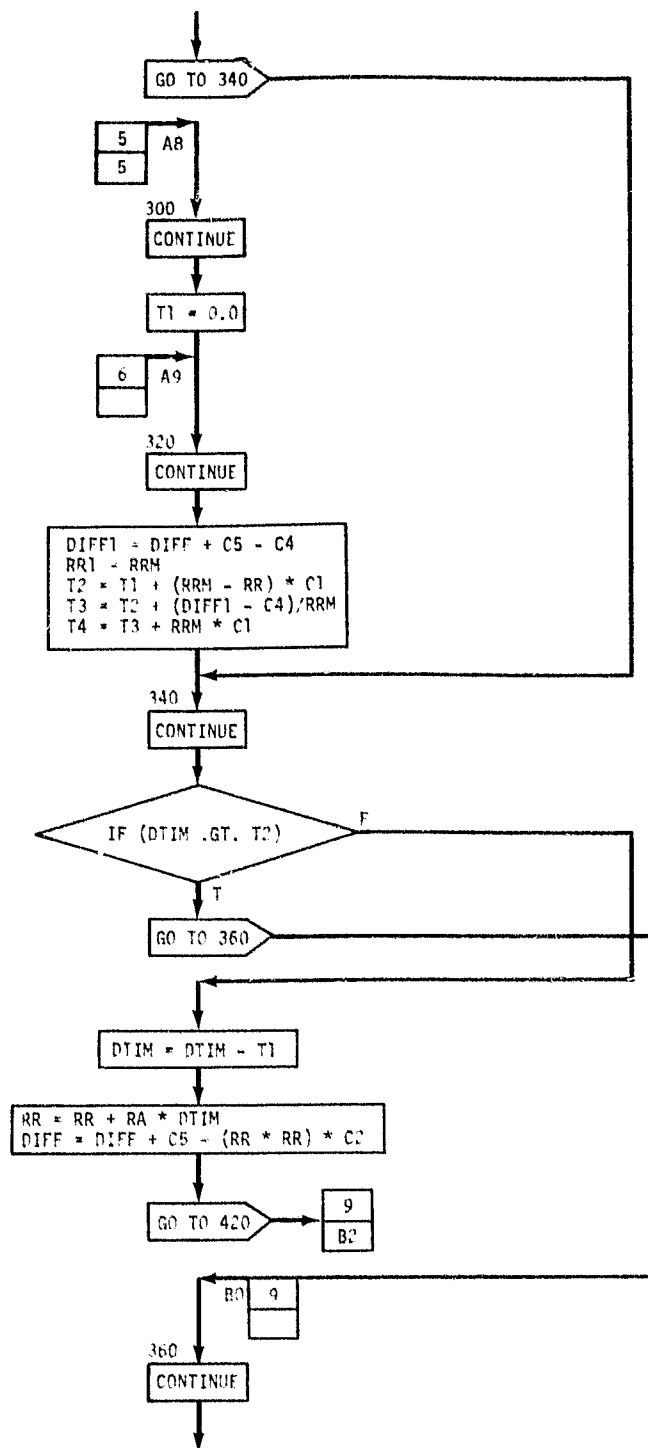 GO TO 340
5
A8
5
300
CONTINUE
T1 = 0.0
6
A9
320
CONTINUE
DIFF1 = DIFF + C5 - C4
RR1 = RRM
T2 = T1 + (RRM - RR) * C1
T3 = T2 + (DIFF1 - C4)/RRM
T4 = T3 + RRM * C1
340
CONTINUE
IF (DTIM .GT. T2)
F
T
GO TO 360
DTIM = DTIM - T1
RR = RR + RA * DTIM
DIFF = DIFF + C5 - (RR * RR) * C2
GO TO 420
9
B2
B0
9
360
CONTINUE